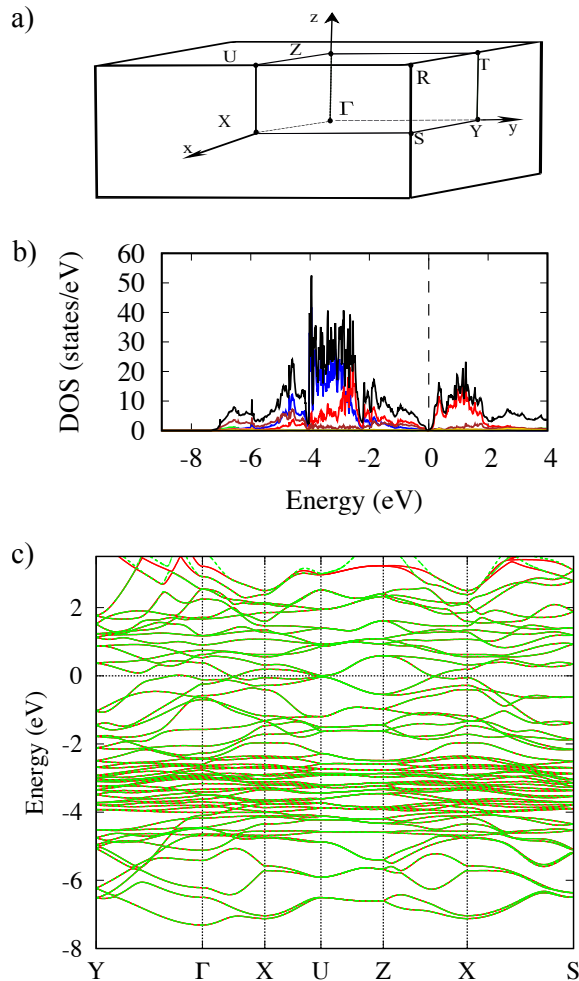 a)
z
U
Z
T
R
X
Γ
S
Y
y
x
b)
60
50
40
30
20
10
0
DOS (states/eV)
-8
-6
-4
-2
0
2
4
Energy (eV)
c)
2
0
-2
-4
-6
-8
Energy (eV)
Y
Γ
X
U
Z
X
S